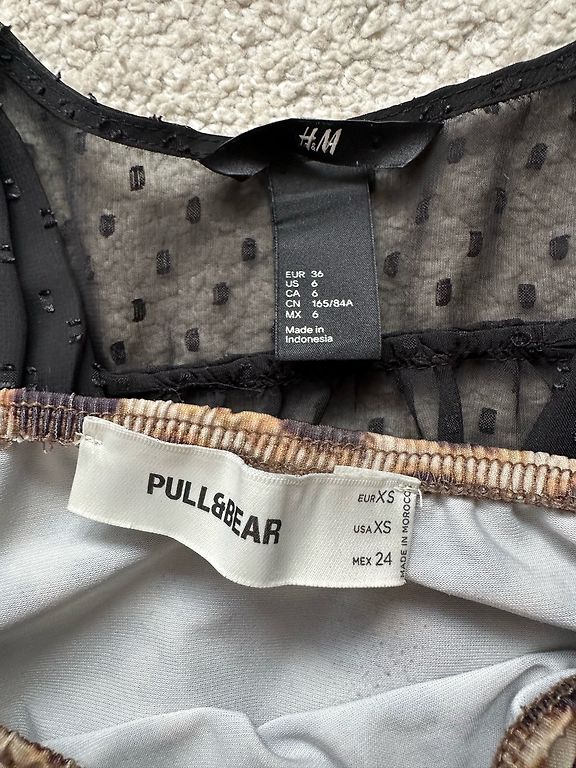 H&M
EUR 36
US 6
CA 6
CN 165/84A
MX 6
Made in
Indonesia
PULL&BEAR
EUR XS
USA XS
MEX 24
MADE IN MOROCCO